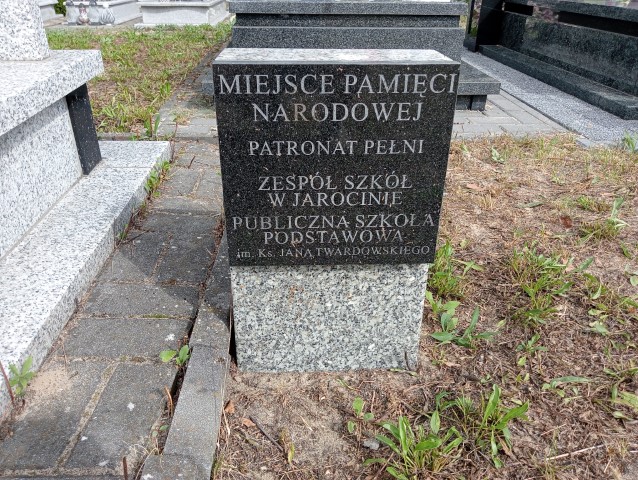 MIEJSCE PAMIĘCI
NARODOWEJ
PATRONAT PEŁNI
ZESPÓŁ SZKÓŁ
W JAROCINIE
PUBLICZNA SZKOŁA
PODSTAWOWA
im. Ks. JANA TWARDOWSKIEGO